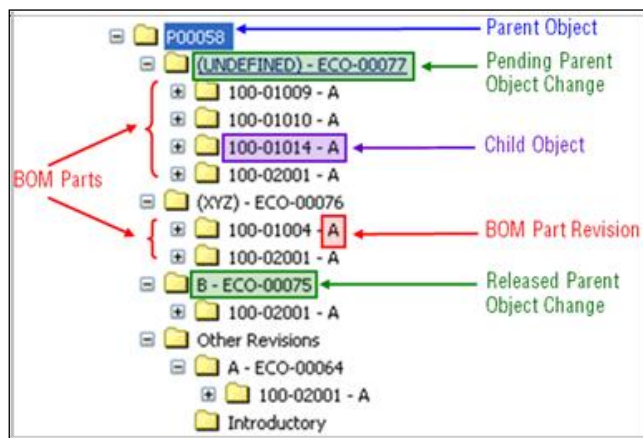 P00058
Parent Object
(UNDEFINED) - ECO-00077
Pending Parent
Object Change
100-01009 - A
100-01010 - A
100-01014 - A
Child Object
100-02001 - A
BOM Parts
(XYZ) - ECO-00076
100-01004 - A
BOM Part Revision
100-02001 - A
B - ECO-00075
Released Parent
Object Change
100-02001 - A
Other Revisions
A - ECO-00064
100-02001 - A
Introductory